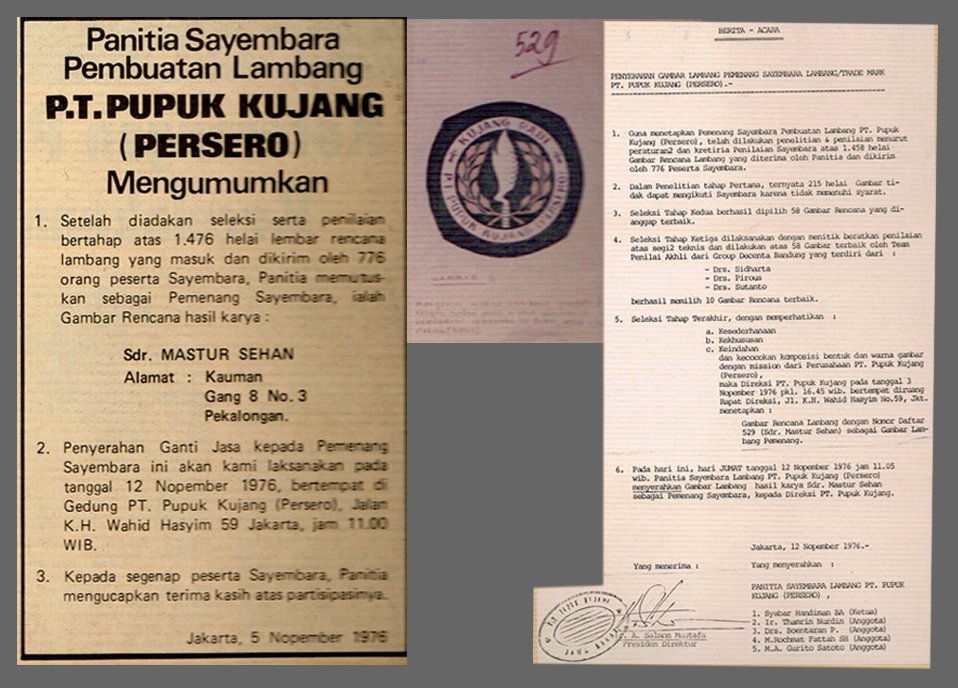 Panitia Sayembara
Pembuatan Lambang
P.T. PUPUK KUJANG
(PERSERO)
Mengumumkan
1. Setelah diadakan seleksi serta penilaian
bertahap atas 1.476 helai lembar rencana
lambang yang masuk dan dikirim oleh 776
orang peserta Sayembara, Panitia memutus-
kan sebagai Pemenang Sayembara, ialah
Gambar Rencana hasil karya :
Sdr. MASTUR SEHAN
Alamat : Kauman
Gang 8 No. 3
Pekalongan.
2. Penyerahan Ganti Jasa kepada Pemenang
Sayembara ini akan kami laksanakan pada
tanggal 12 Nopember 1976, bertempat di
Gedung PT. Pupuk Kujang (Persero), Jalan
K.H. Wahid Hasyim 59 Jakarta, jam 11.00
WIB.
3. Kepada segenap peserta Sayembara, Panitia
mengucapkan terima kasih atas partisipasinya.
Jakarta, 5 Nopember 1976
529
KUJANG PADI
PT PUPUK KUJANG
BERITA - ACARA
PENYERAHAN GAMBAR LAMBANG PEMENANG SAYEMBARA LAMBANG/TRADE MARK
PT. PUPUK KUJANG (PERSERO).-
1. Guna menetapkan Pemenang Sayembara Pembuatan Lambang PT. Pupuk
Kujang (Persero), telah dilakukan penelitian & penilaian menurut
peraturan2 dan kretiria Penilaian Sayembara atas 1.458 helai
Gambar Rencana Lambang yang diterima oleh Panitia dan dikirim
oleh 776 Peserta Sayembara.
2. Dalam Penelitian tahap Pertana, ternyata 215 helai Gambar ti-
dak dapat mengikuti Sayembara karena tidak memenuhi syarat.
3. Seleksi Tahap Kedua berhasil dipilih 58 Gambar Rencana yang di-
anggap terbaik.
4. Seleksi Tahap Ketiga dilaksanakan dengan menitik beratkan penilaian
atas segi2 teknis dan dilakukan atas 58 Gambar terbaik oleh Team
Penilai Akhli dari Group Decenta Bandung yang terdiri dari :
- Drs. Sidharta
- Drs. Pirous
- Drs. Sutanto
berhasil memilih 10 Gambar Rencana terbaik.
5. Seleksi Tahap Terakhir, dengan memperhatikan :
a. Kesederhanaan
b. Kekhususan
c. Keindahan
dan kecocokan komposisi bentuk dan warna gambar
dengan mission dari Perusahaan PT. Pupuk Kujang
(Persero),
maka Direksi PT. Pupuk Kujang pada tanggal 3
Nopember 1976 pkl. 16.45 wib. bertempat diruang
Rapat Direksi, Jl. K.H. Wahid Hasyim No.59, Jkt.
menetapkan :
Gambar Rencana Lambang dengan Nomor Daftar
529 (Sdr. Mastur Sehan) sebagai Gambar Lam-
bang Pemenang.
6. Pada hari ini, hari JUMAT tanggal 12 Nopember 1976 jam 11.05
wib. Panitia Sayembara Lambang PT. Pupuk Kujang (Persero)
menyerahkan Gambar Lambang hasil karya Sdr. Mastur Sehan
sebagai Pemenang Sayembara, kepada Direksi PT. Pupuk Kujang.
Jakarta, 12 Nopember 1976.-
Yang menerima :
Yang menyerahkan :
PANITIA SAYEMBARA LAMBANG PT. PUPUK
KUJANG (PERSERO) ,
1. Syabar Handiman BA (Ketua)
2. Ir. Thamrin Nurdin (Anggota)
3. Drs. Boentaran P. (Anggota)
4. M.Rochmat Fattah SH (Anggota)
5. M.A. Gurito Satoto (Anggota)
A. Salmon Mustafa
Presiden Direktur